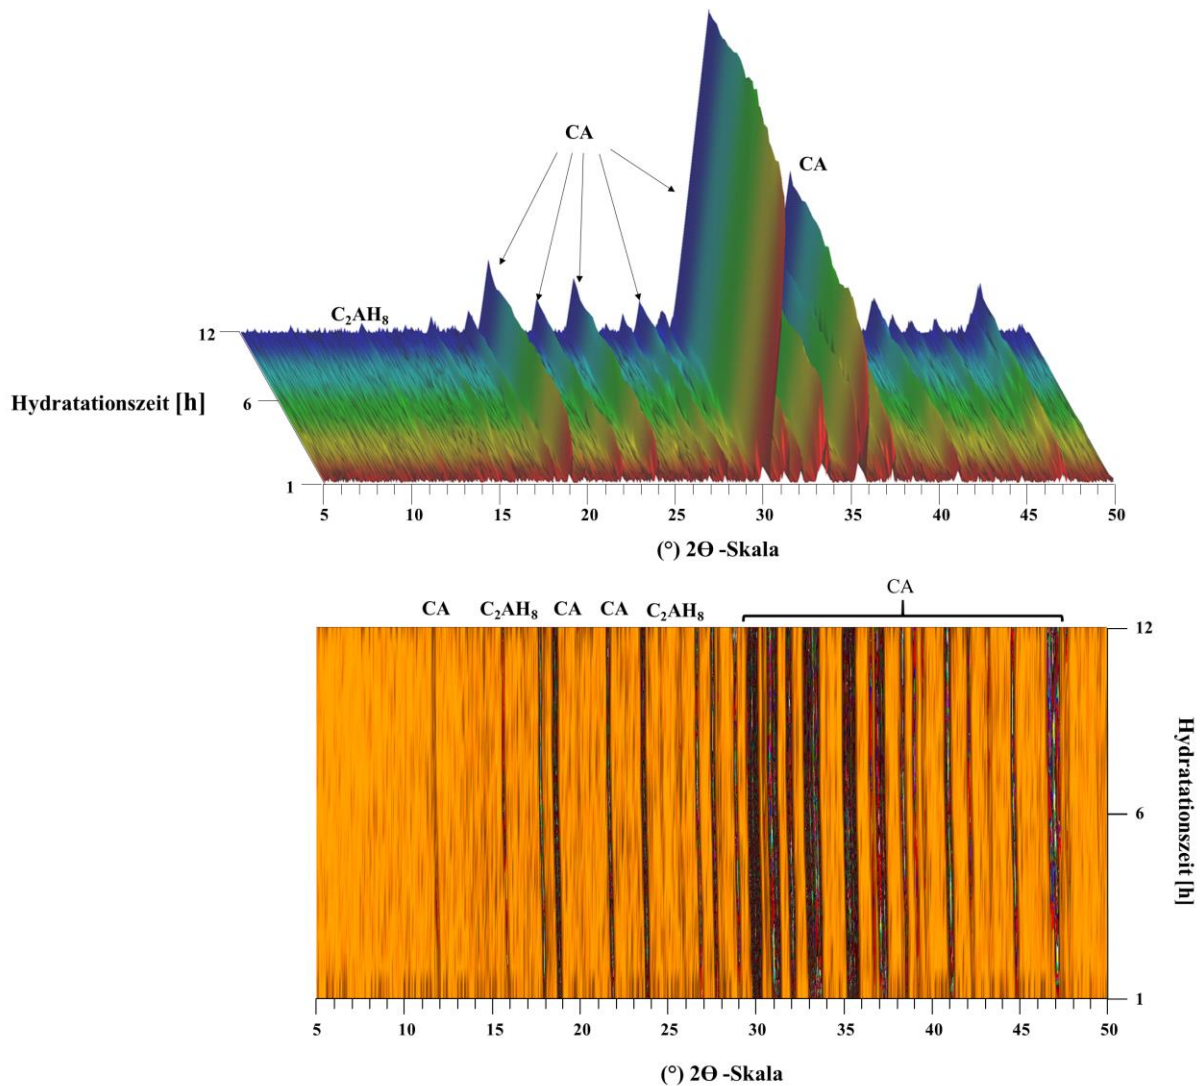 CA
CA
C₂AH₈
12
Hydratationszeit [h]
6
1
5 10 15 20 25 30 35 40 45 50
(°) 2Ɵ -Skala
CA
CA C₂AH₈ CA CA C₂AH₈
12
6
Hydratationszeit [h]
1
5 10 15 20 25 30 35 40 45 50
(°) 2Ɵ -Skala